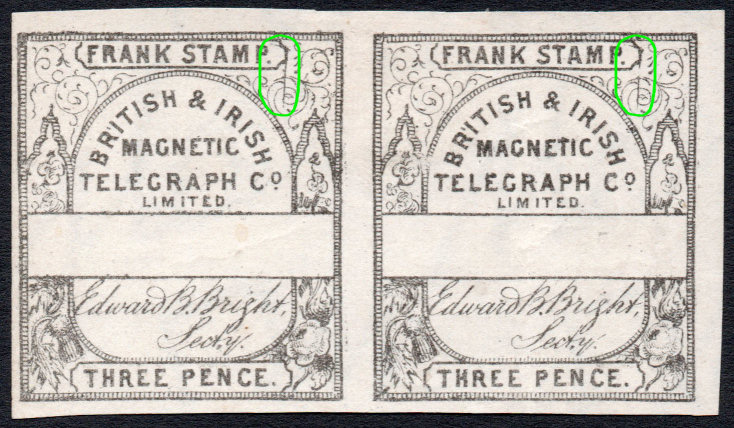 FRANK STAMP.
BRITISH & IRISH
MAGNETIC
TELEGRAPH Cº
LIMITED.
Edward B. Bright,
Secty.
THREE PENCE.
FRANK STAMP.
BRITISH & IRISH
MAGNETIC
TELEGRAPH Cº
LIMITED.
Edward B. Bright,
Secty.
THREE PENCE.